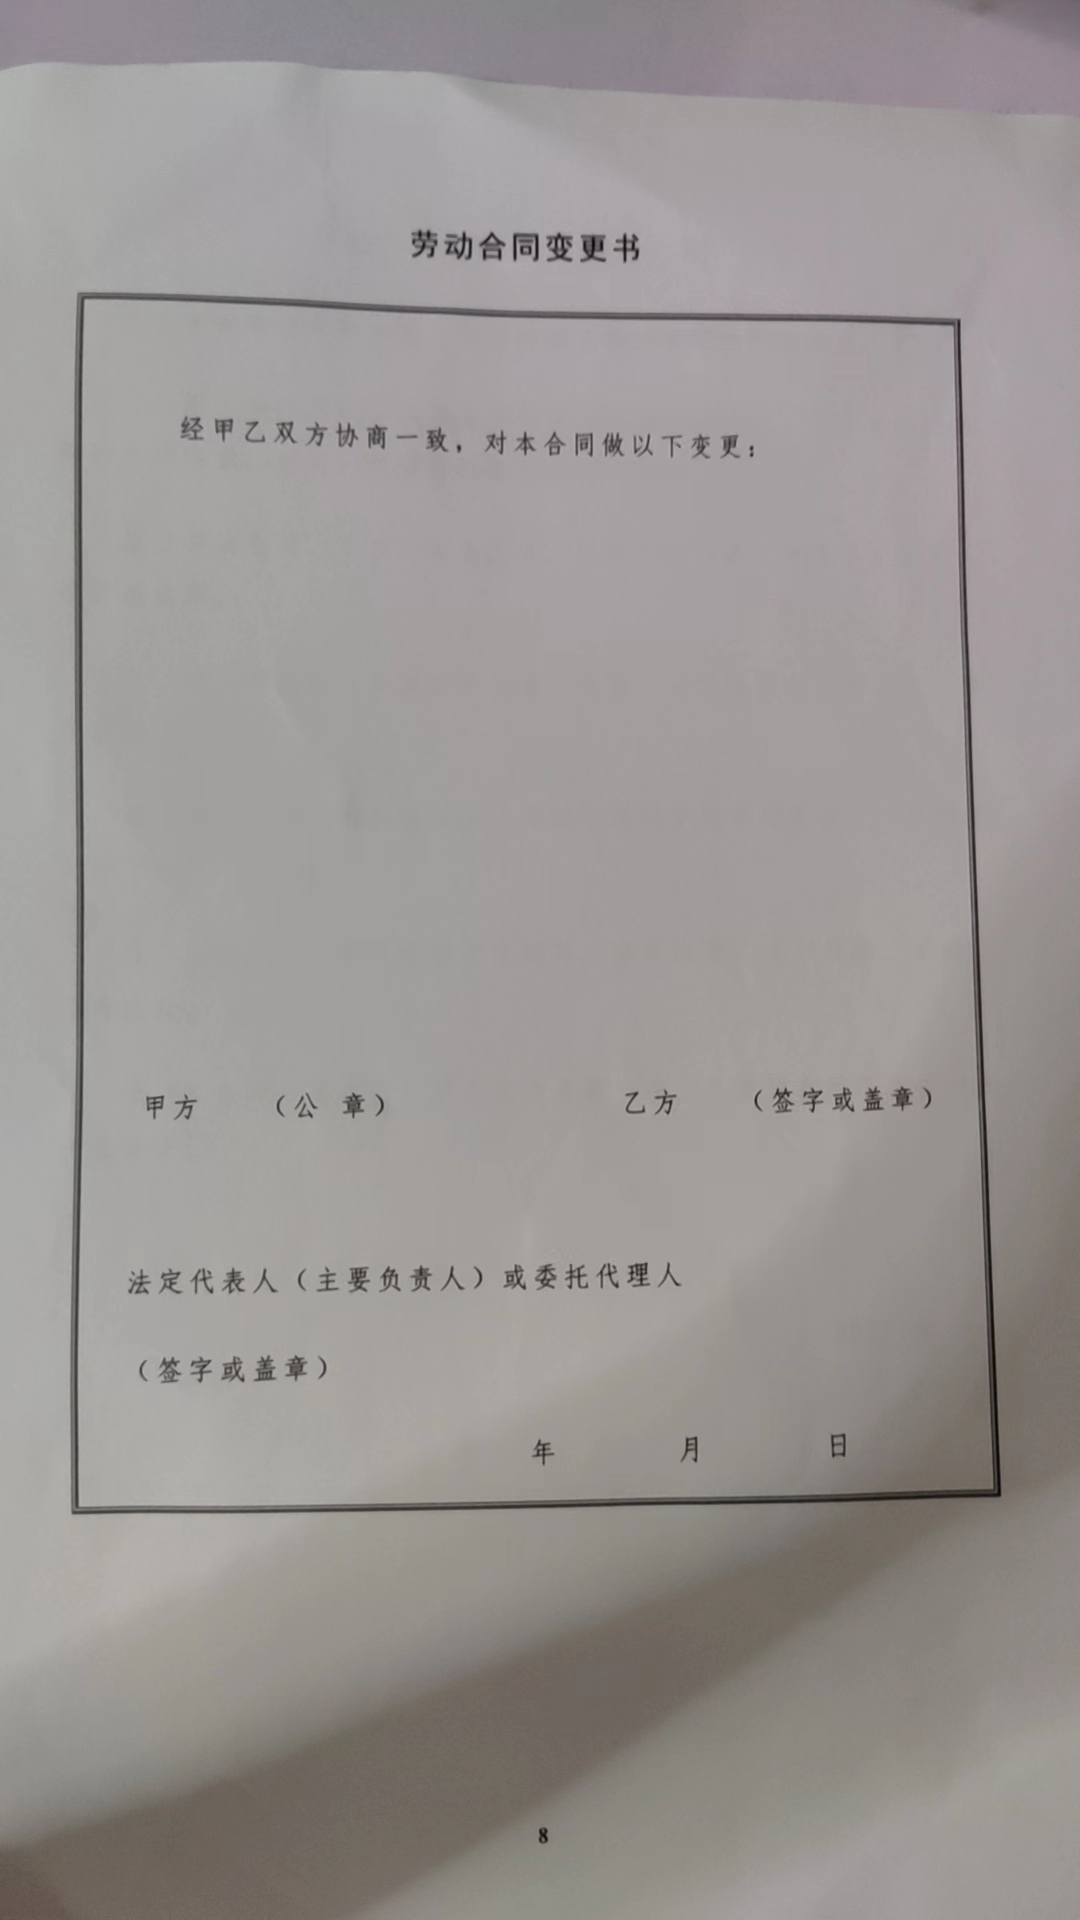 劳动合同变更书
经甲乙双方协商一致，对本合同做以下变更：
甲方 （公 章） 乙方 （签字或盖章）
法定代表人（主要负责人）或委托代理人
（签字或盖章）
年 月 日
8